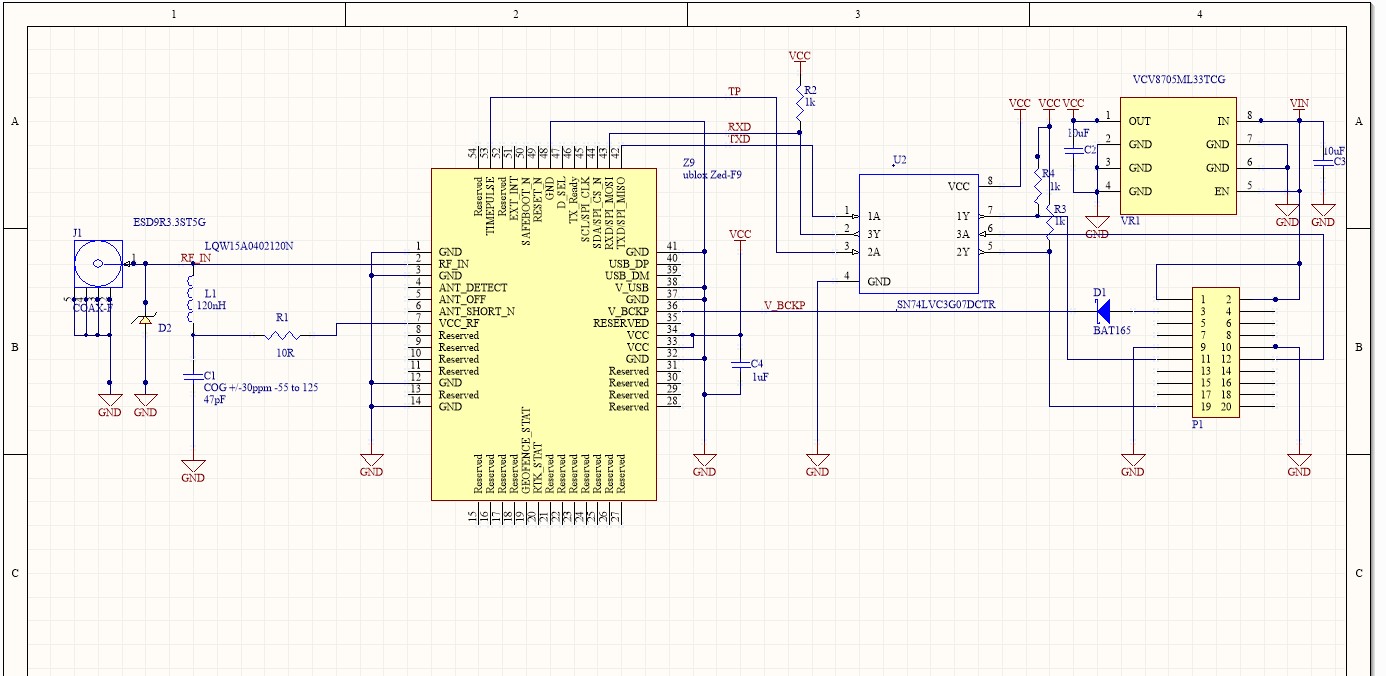 1 2 3 4
A A
B B
C C
VCC
R2
1k
TP
RXD
TXD
VCC VCC VCC
VCV8705ML33TCG
VIN
10uF
C2
1 OUT IN 8
2 GND GND 7
3 GND GND 6
4 GND EN 5
VR1
10uF
C3
GND
GND
GND
R4
1k
R3
1k
U2
VCC 8
1 1A 1Y 7
2 3Y 3A 6
3 2A 2Y 5
4 GND
SN74LVC3G07DCTR
Z9
ublox Zed-F9
54 53 52 51 50 49 48 47 46 45 44 43 42
Reserved
TIMEPULSE
Reserved
EXT_INT
SAFEBOOT_N
RESET_N
GND
D_SEL
TX_Ready
SCL/SPI_CLK
SDA/SPI_CS_N
RXD/SPI_MOSI
TXD/SPI_MISO
1 GND GND 41
2 RF_IN USB_DP 40
3 GND USB_DM 39
4 ANT_DETECT V_USB 38
5 ANT_OFF GND 37
6 ANT_SHORT_N V_BCKP 36
7 VCC_RF RESERVED 35
8 Reserved VCC 34
9 Reserved VCC 33
10 Reserved GND 32
11 Reserved Reserved 31
12 GND Reserved 30
13 Reserved Reserved 29
14 GND Reserved 28
Reserved
Reserved
Reserved
Reserved
GEOFENCE_STAT
RTK_STAT
Reserved
Reserved
Reserved
Reserved
Reserved
Reserved
Reserved
15 16 17 18 19 20 21 22 23 24 25 26 27
ESD9R3.3ST5G
J1
1
COAX-F
5
LQW15A0402120N
RF_IN
L1
120nH
D2
R1
10R
C1
COG +/-30ppm -55 to 125
47pF
GND
GND
GND
GND
VCC
C4
1uF
V_BCKP
GND
GND
D1
BAT165
1 2
3 4
5 6
7 8
9 10
11 12
13 14
15 16
17 18
19 20
P1
GND
GND